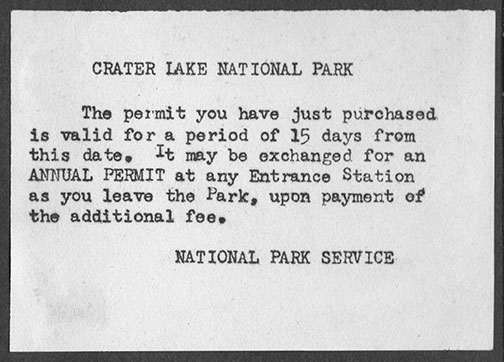 CRATER LAKE NATIONAL PARK
The permit you have just purchased
is valid for a period of 15 days from
this date. It may be exchanged for an
ANNUAL PERMIT at any Entrance Station
as you leave the Park, upon payment of
the additional fee.
NATIONAL PARK SERVICE